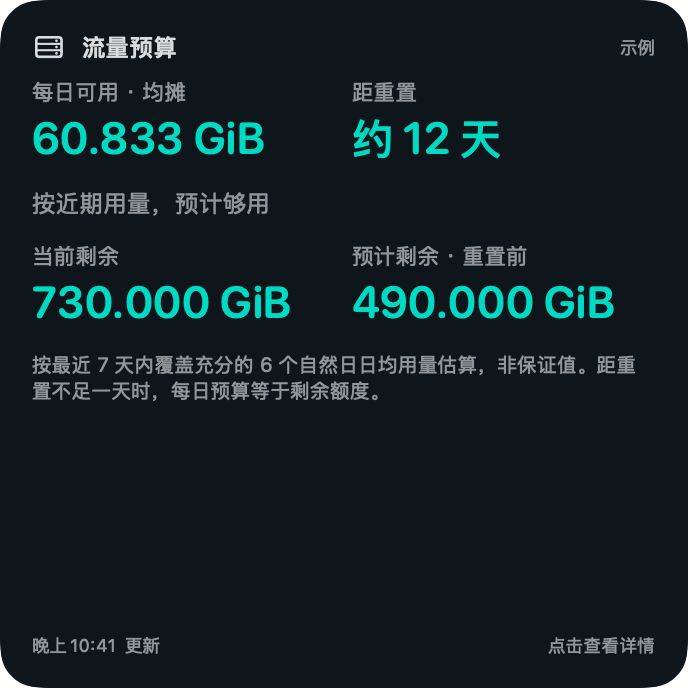 流量预算
示例
每日可用 · 均摊
距重置
60.833 GiB
约 12 天
按近期用量，预计够用
当前剩余
预计剩余 · 重置前
730.000 GiB
490.000 GiB
按最近 7 天内覆盖充分的 6 个自然日日均用量估算，非保证值。距重
置不足一天时，每日预算等于剩余额度。
晚上10:41 更新
点击查看详情